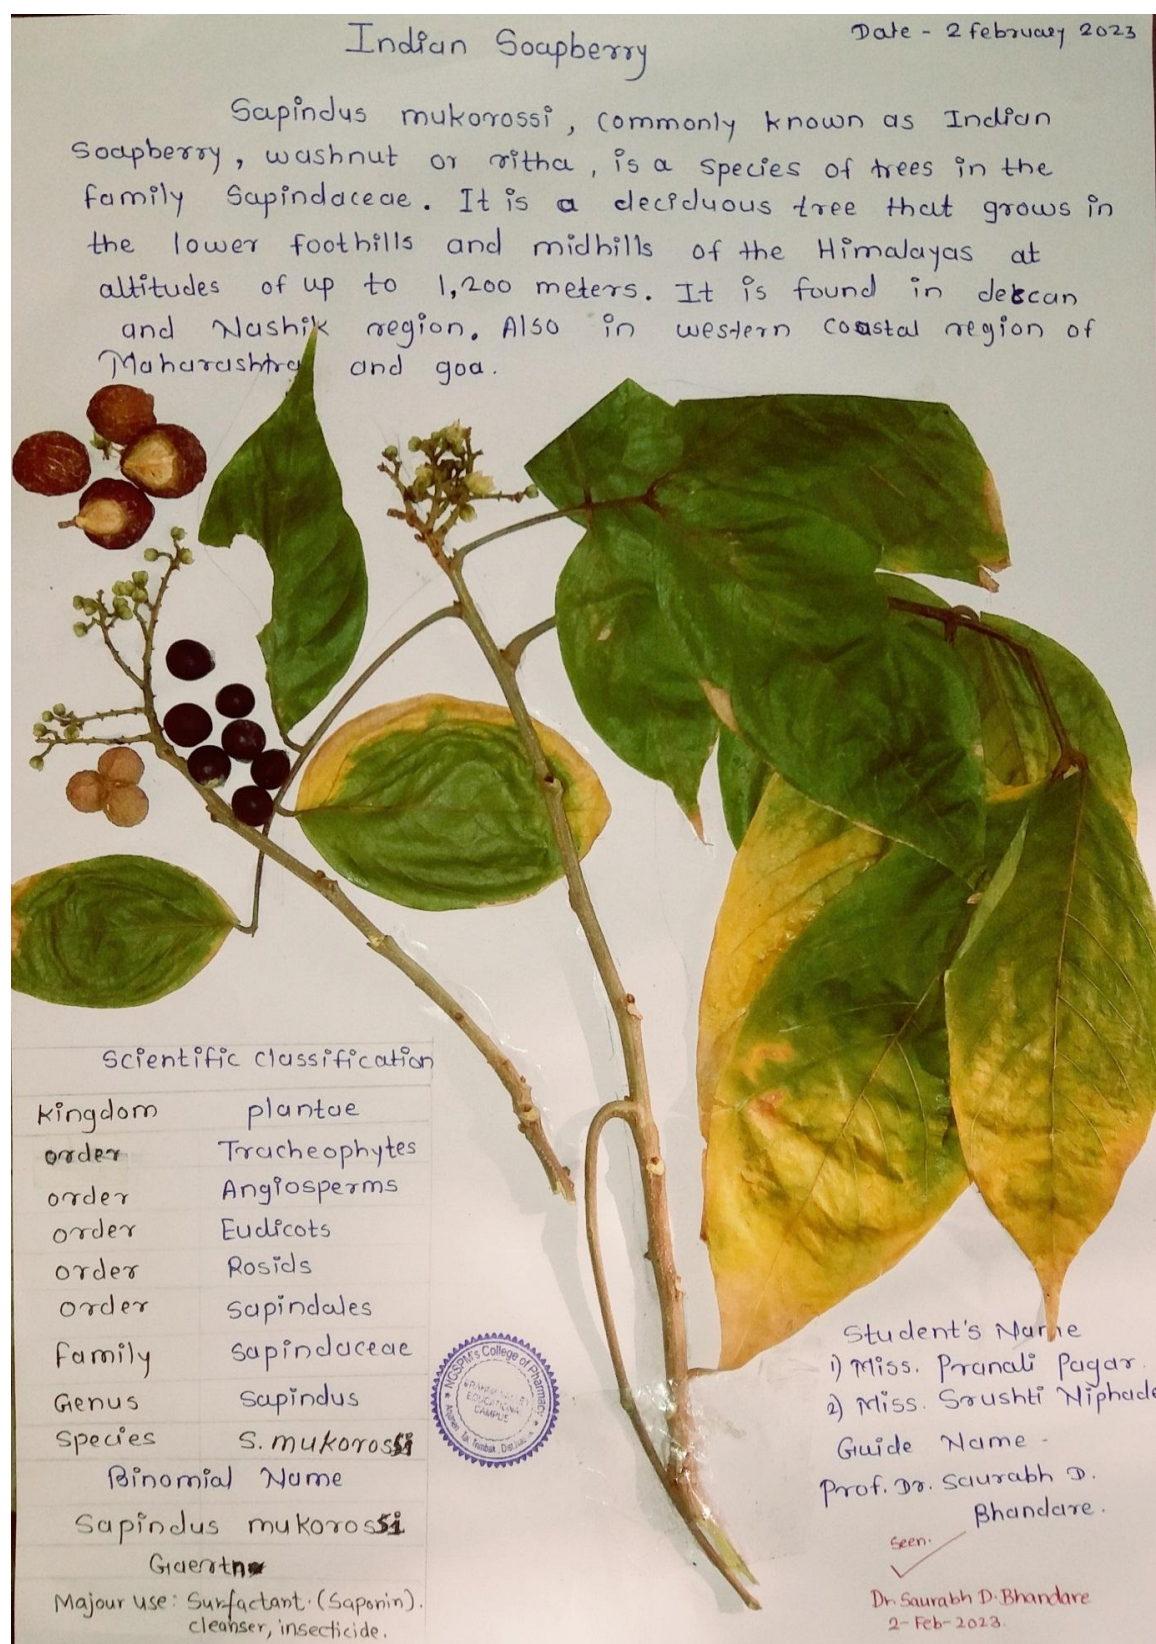 Indian Soapberry
Date - 2 february 2023
Sapindus mukorossi, commonly known as Indian
Soapberry, washnut or ritha, is a species of trees in the
family Sapindaceae. It is a deciduous tree that grows in
the lower foothills and midhills of the Himalayas at
altitudes of up to 1,200 meters. It is found in deccan
and Nashik region. Also in western coastal region of
Maharashtra and goa.
Scientific classification
kingdom plantae
order Tracheophytes
order Angiosperms
order Eudicots
order Rosids
order sapindales
family sapindaceae
Genus Sapindus
Species S. mukorossi
Binomial Name
Sapindus mukorossi
Gaertn
Majour use: Surfactant (Saponin).
cleanser, insecticide.
NGSPM's College of Pharmacy
EDUCATIONAL
CAMPUS
Student's Name
1) Miss. Pranali Pagar
2) Miss. Srushti Niphade
Guide Name -
Prof. Dr. Saurabh D.
Bhandare.
Seen.
Dr. Saurabh D. Bhandare
2-Feb-2023.